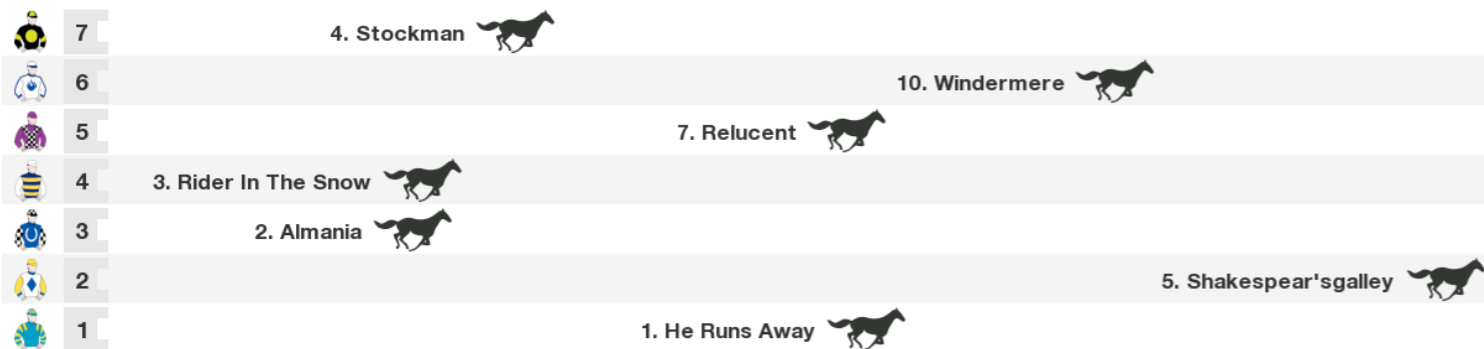 7 4. Stockman
6 10. Windermere
5 7. Relucent
4 3. Rider In The Snow
3 2. Almania
2 5. Shakespear'sgalley
1 1. He Runs Away